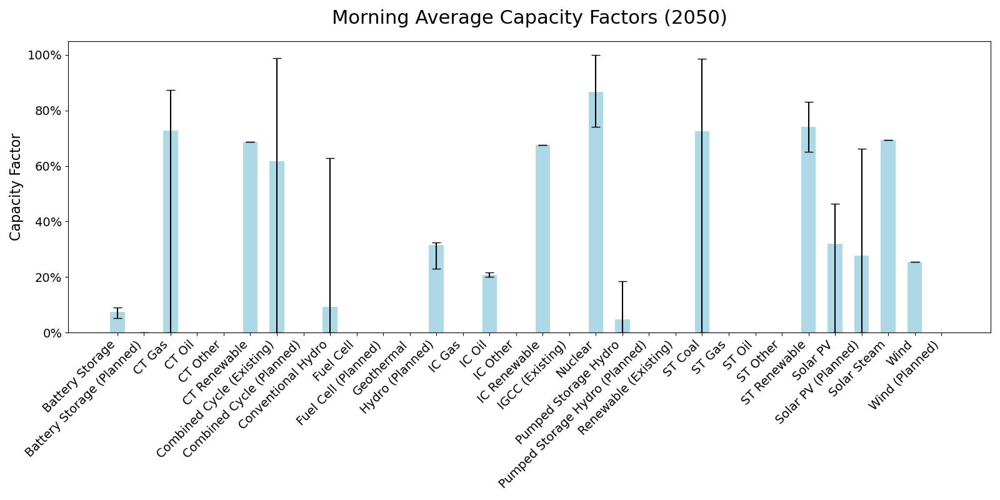 Morning Average Capacity Factors (2050)
Capacity Factor
100%
80%
60%
40%
20%
0%
Battery Storage
Battery Storage (Planned)
CT Gas
CT Oil
CT Other
CT Renewable
Combined Cycle (Existing)
Combined Cycle (Planned)
Conventional Hydro
Fuel Cell
Fuel Cell (Planned)
Geothermal
Hydro (Planned)
IC Gas
IC Oil
IC Other
IC Renewable
IGCC (Existing)
Nuclear
Pumped Storage Hydro
Pumped Storage Hydro (Planned)
Renewable (Existing)
ST Coal
ST Gas
ST Oil
ST Other
ST Renewable
Solar PV
Solar PV (Planned)
Solar Steam
Wind
Wind (Planned)